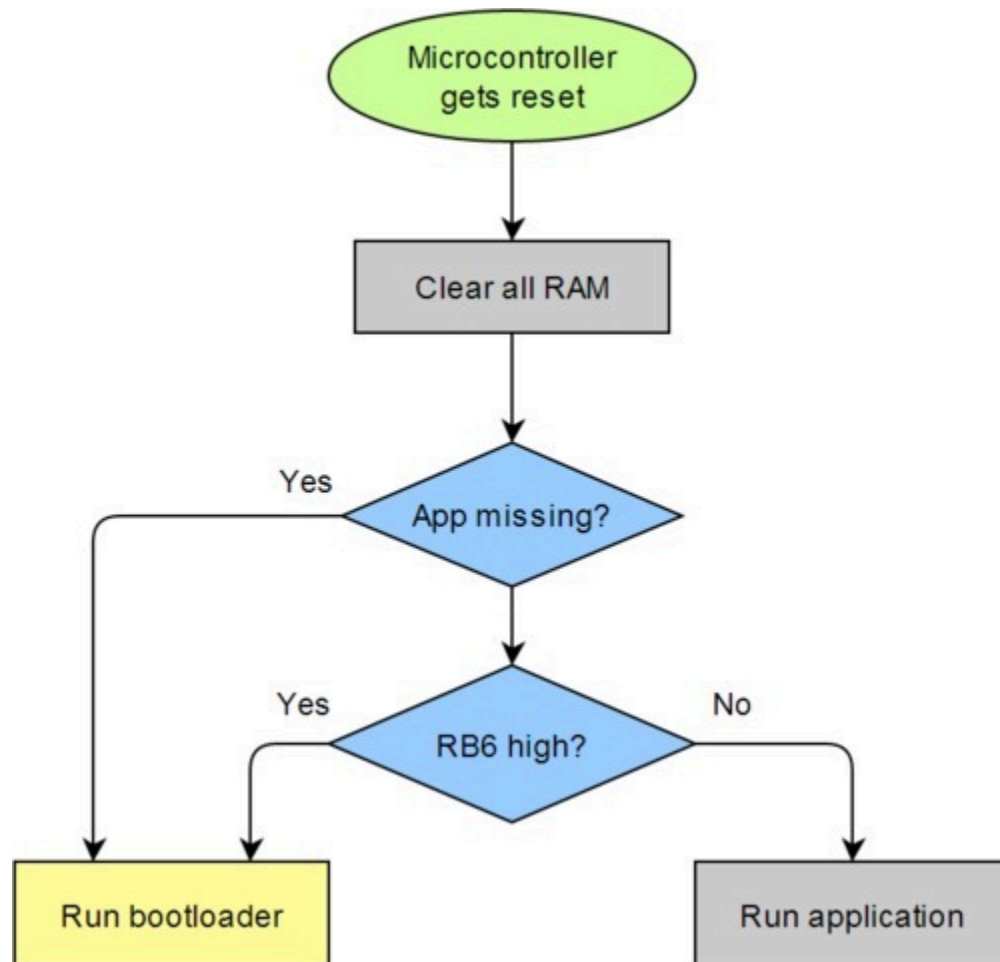 Microcontroller
gets reset
Clear all RAM
Yes
App missing?
Yes
No
RB6 high?
Run bootloader
Run application